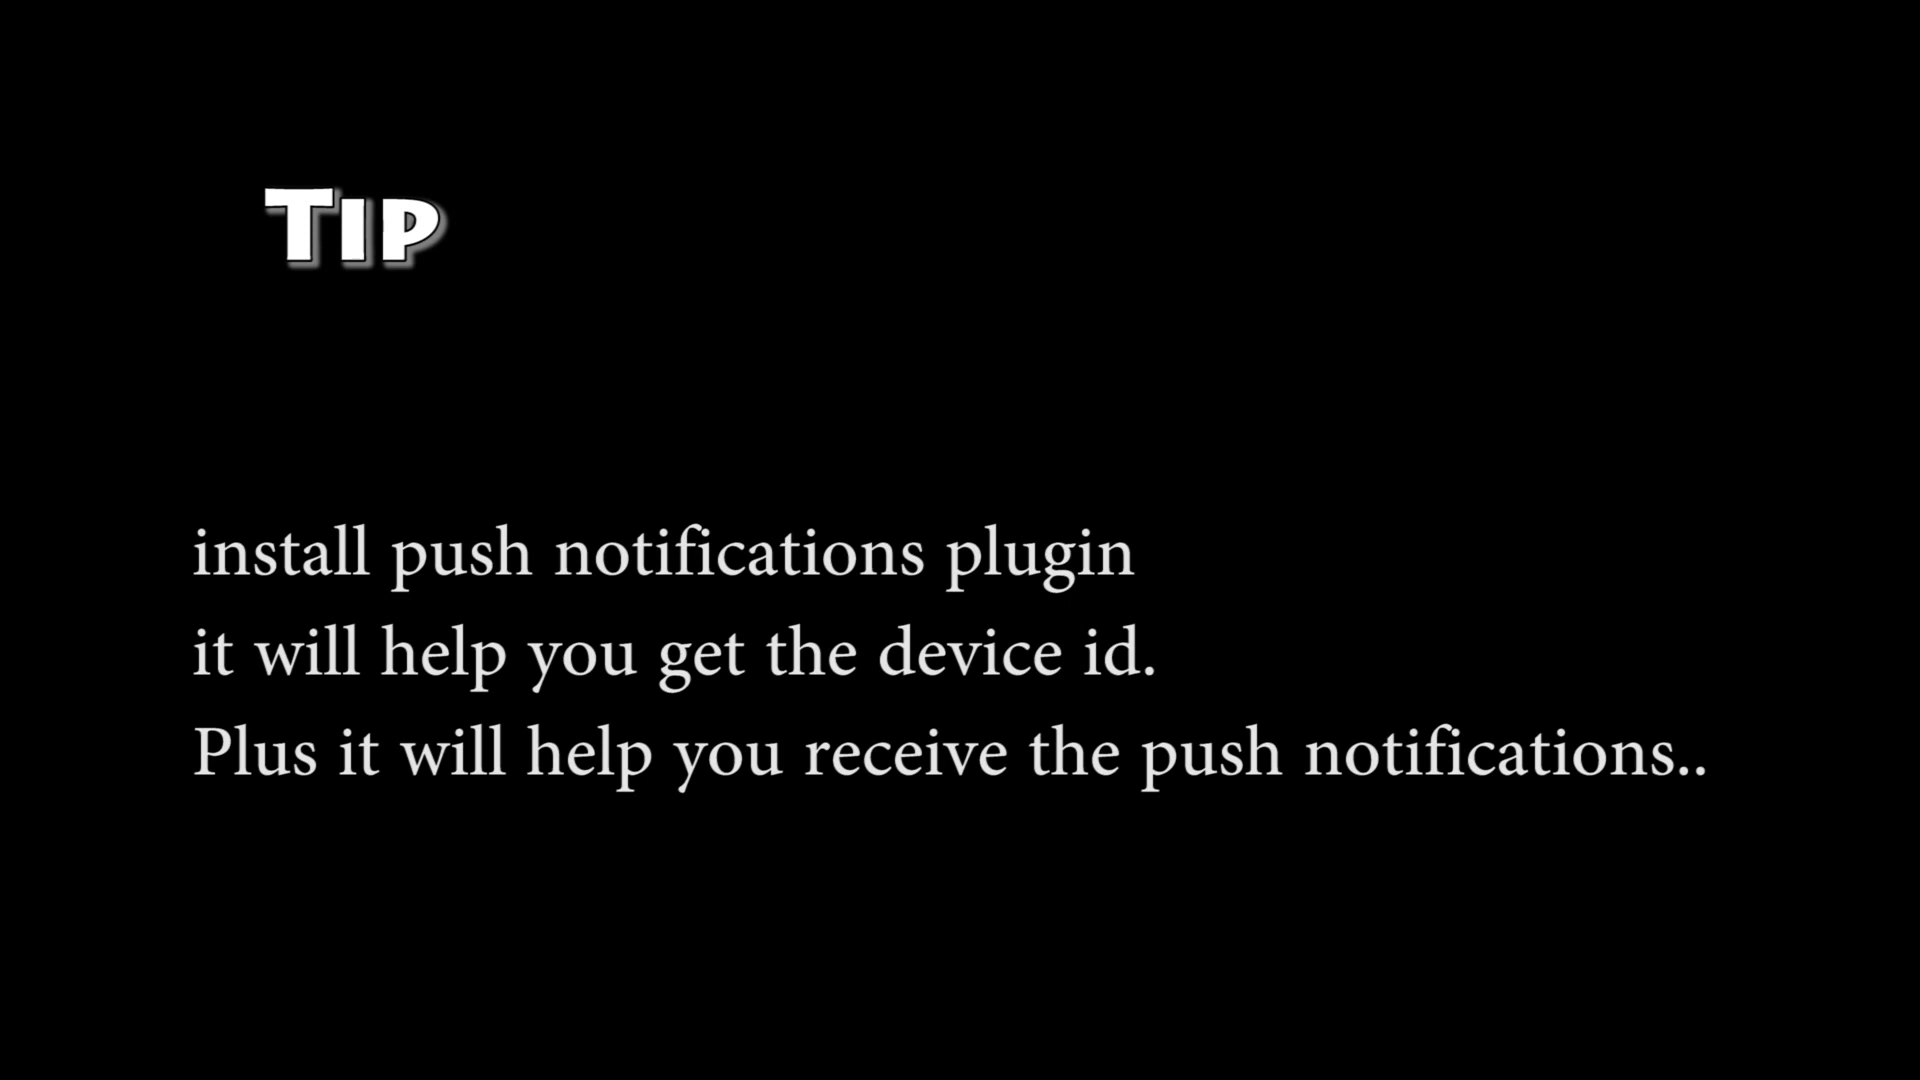 Tip
install push notifications plugin
it will help you get the device id.
Plus it will help you receive the push notifications..